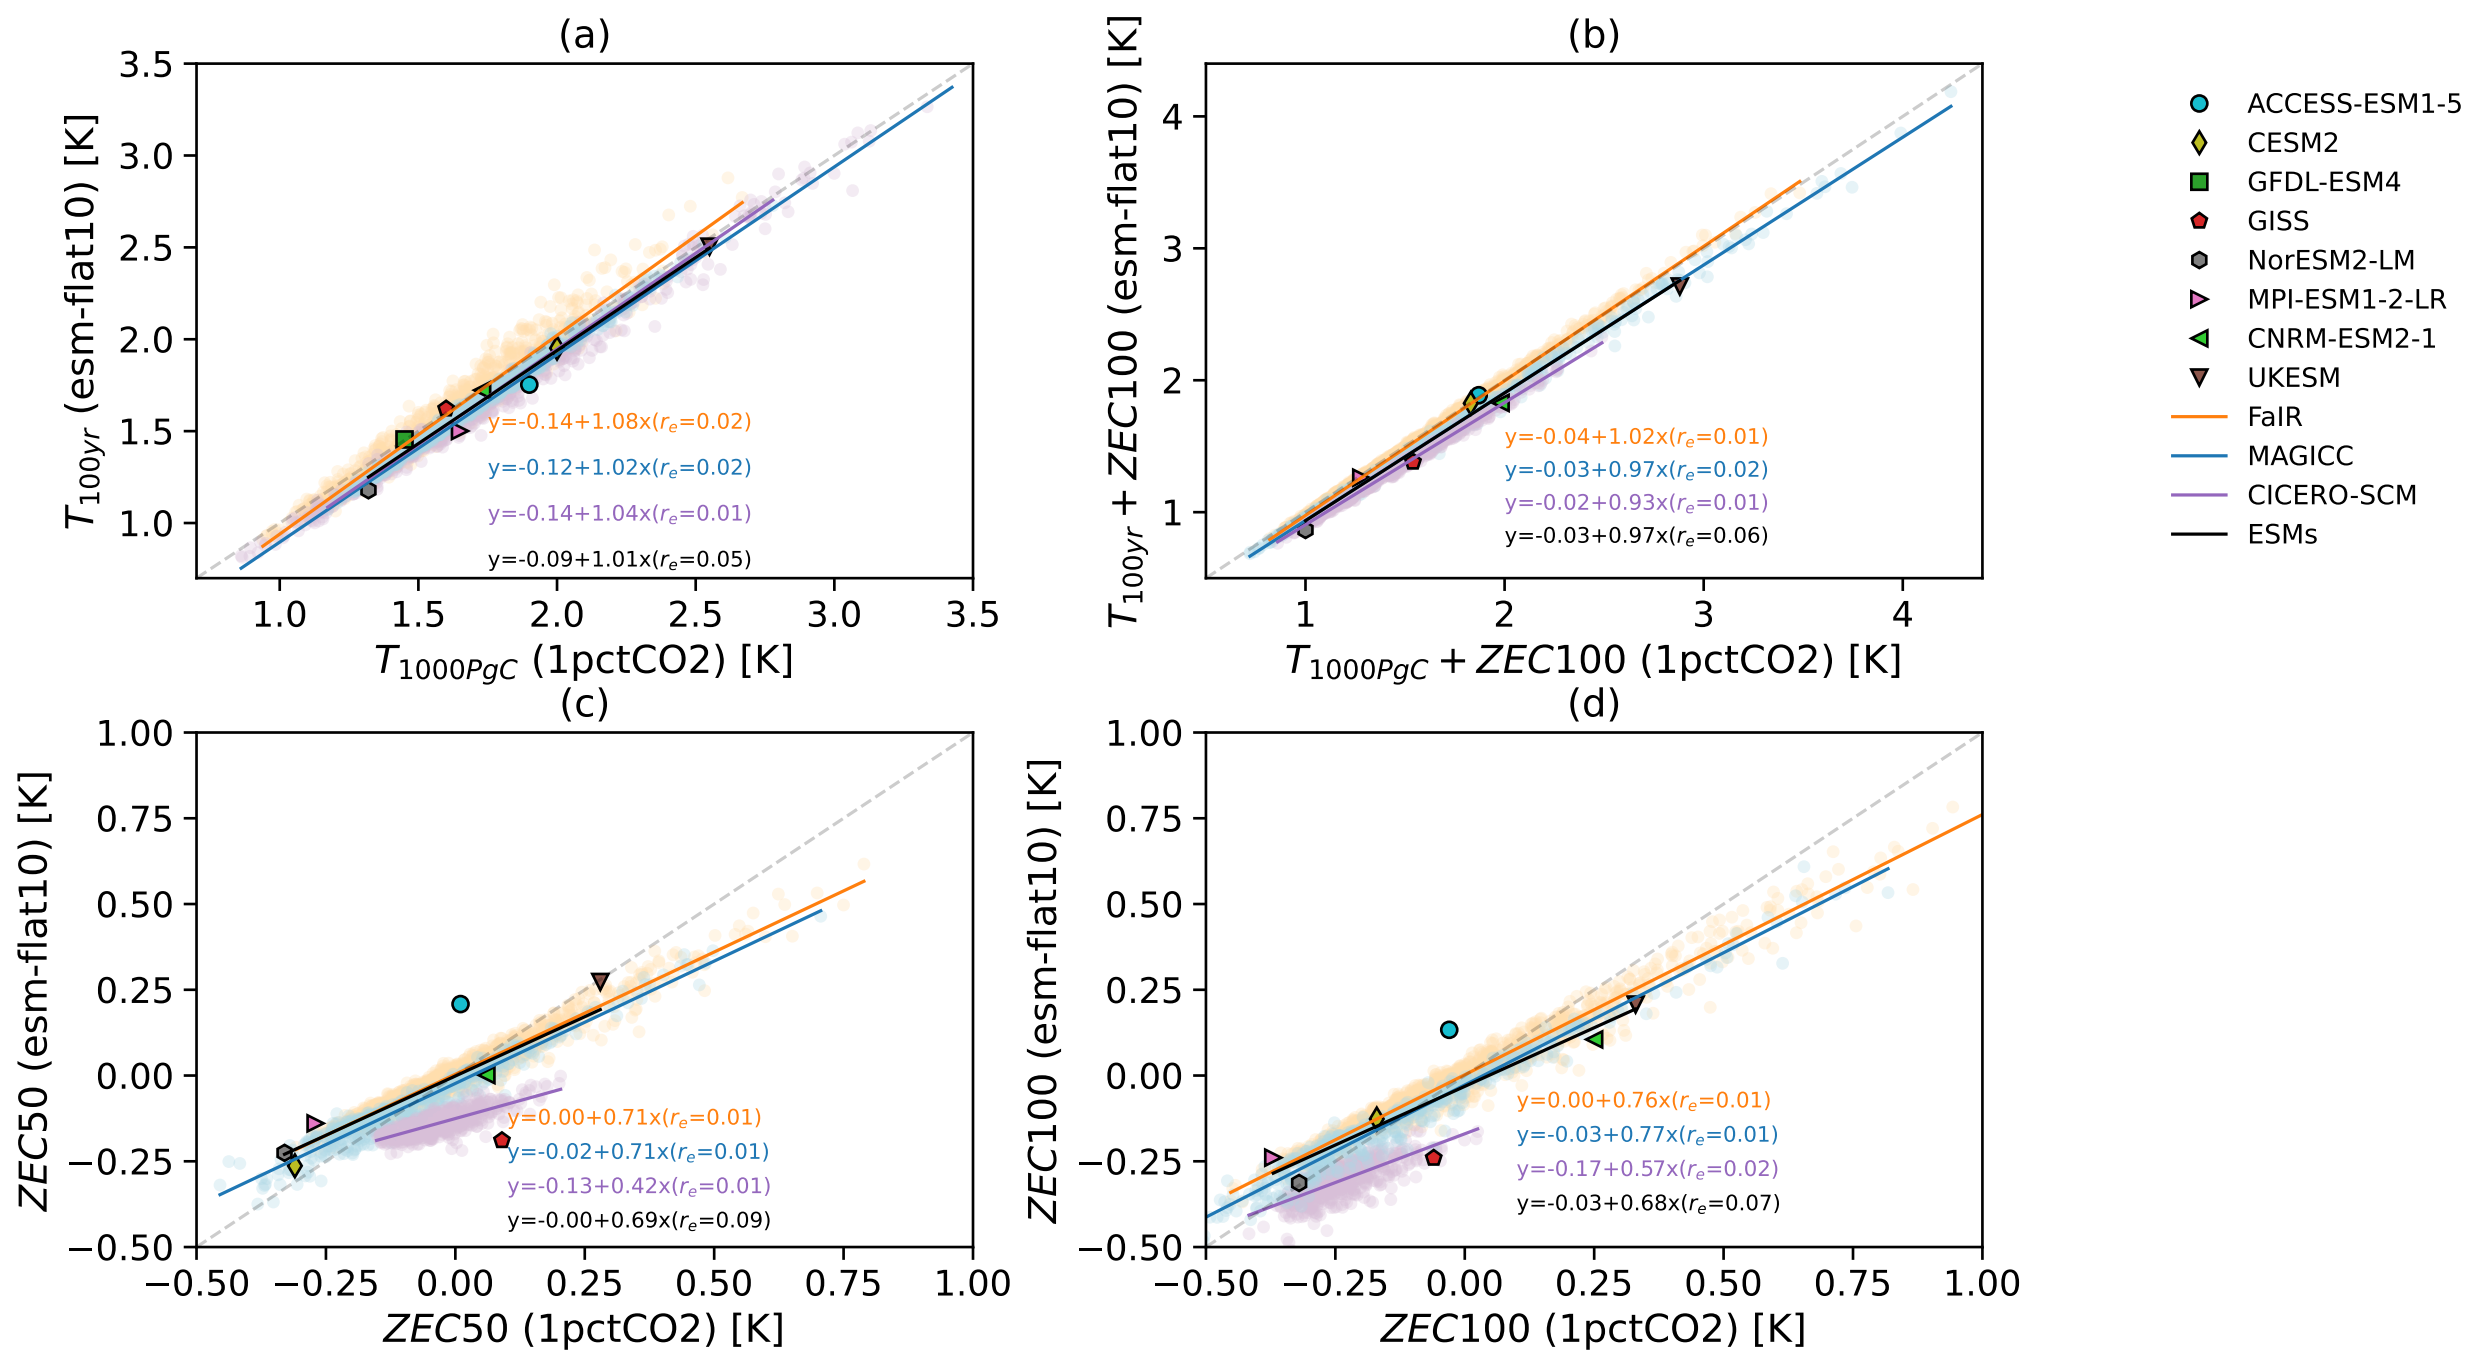 (a)
3.5
3.0
2.5
2.0
1.5
1.0
T100yr (esm-flat10) [K]
y=-0.14+1.08x(re=0.02)
y=-0.12+1.02x(re=0.02)
y=-0.14+1.04x(re=0.01)
y=-0.09+1.01x(re=0.05)
1.0 1.5 2.0 2.5 3.0 3.5
T1000PgC (1pctCO2) [K]
(b)
4
3
2
1
T100yr + ZEC100 (esm-flat10) [K]
y=-0.04+1.02x(re=0.01)
y=-0.03+0.97x(re=0.02)
y=-0.02+0.93x(re=0.01)
y=-0.03+0.97x(re=0.06)
1 2 3 4
T1000PgC + ZEC100 (1pctCO2) [K]
ACCESS-ESM1-5
CESM2
GFDL-ESM4
GISS
NorESM2-LM
MPI-ESM1-2-LR
CNRM-ESM2-1
UKESM
FaIR
MAGICC
CICERO-SCM
ESMs
(c)
1.00
0.75
0.50
0.25
0.00
−0.25
−0.50
ZEC50 (esm-flat10) [K]
y=0.00+0.71x(re=0.01)
y=-0.02+0.71x(re=0.01)
y=-0.13+0.42x(re=0.01)
y=-0.00+0.69x(re=0.09)
−0.50 −0.25 0.00 0.25 0.50 0.75 1.00
ZEC50 (1pctCO2) [K]
(d)
1.00
0.75
0.50
0.25
0.00
−0.25
−0.50
ZEC100 (esm-flat10) [K]
y=0.00+0.76x(re=0.01)
y=-0.03+0.77x(re=0.01)
y=-0.17+0.57x(re=0.02)
y=-0.03+0.68x(re=0.07)
−0.50 −0.25 0.00 0.25 0.50 0.75 1.00
ZEC100 (1pctCO2) [K]